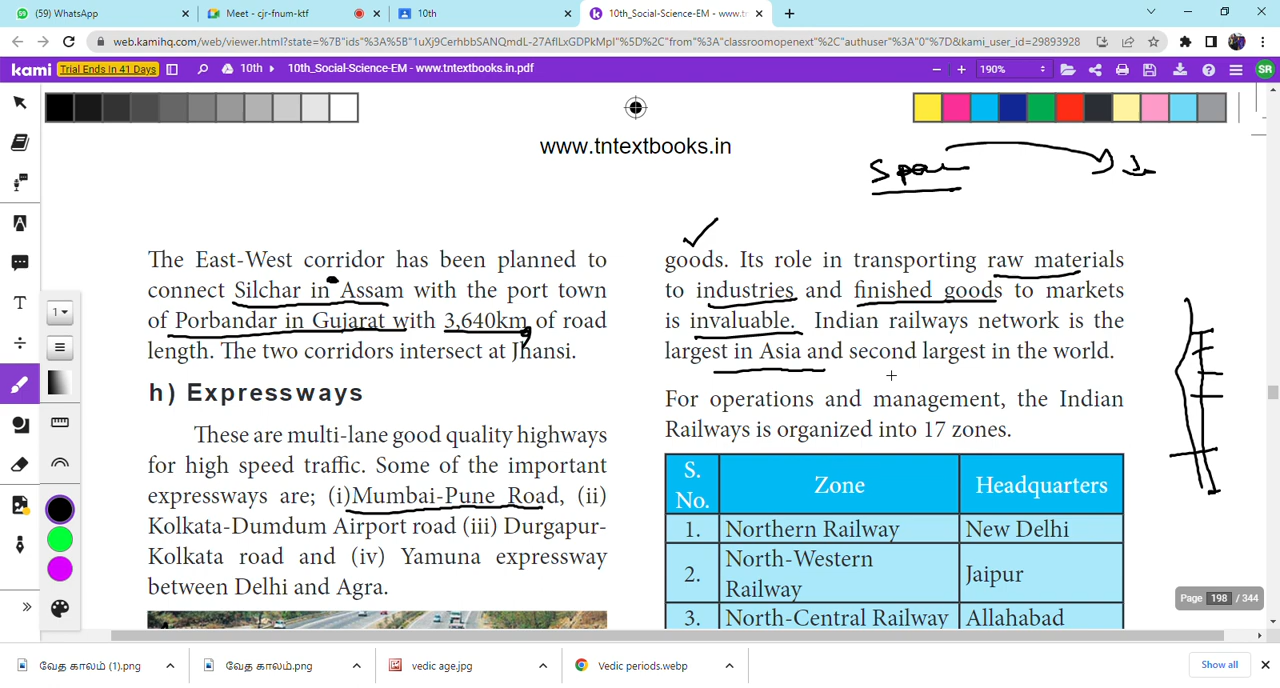 (59) WhatsApp
Meet - cjr-fnum-ktf
10th
10th_Social-Science-EM - www.tn
web.kamihq.com/web/viewer.html?state=%7B"ids"%3A%5B"1uXj9CerhbbSANQmdL-27AfILxGDPkMpI"%5D%2C"from"%3A"classroomopenext"%2C"authuser"%3A"0"%7D&kami_user_id=29893928
kami
Trial Ends In 41 Days
10th
10th_Social-Science-EM - www.tntextbooks.in.pdf
190%
SR
www.tntextbooks.in
The East-West corridor has been planned to
connect Silchar in Assam with the port town
of Porbandar in Gujarat with 3,640km of road
length. The two corridors intersect at Jhansi.
h) Expressways
These are multi-lane good quality highways
for high speed traffic. Some of the important
expressways are; (i)Mumbai-Pune Road, (ii)
Kolkata-Dumdum Airport road (iii) Durgapur-
Kolkata road and (iv) Yamuna expressway
between Delhi and Agra.
goods. Its role in transporting raw materials
to industries and finished goods to markets
is invaluable. Indian railways network is the
largest in Asia and second largest in the world.
For operations and management, the Indian
Railways is organized into 17 zones.
S. No. Zone Headquarters
1. Northern Railway New Delhi
2. North-Western Railway Jaipur
3. North-Central Railway Allahabad
1
Page 198 / 344
வேத காலம் (1).png
வேத காலம்.png
vedic age.jpg
Vedic periods.webp
Show all